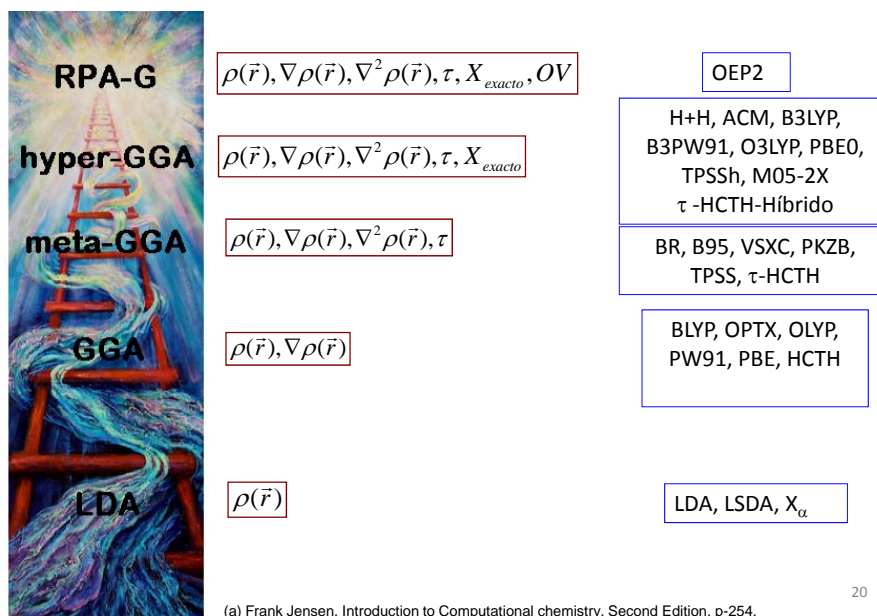 RPA-G
ρ(r⃗), ∇ρ(r⃗), ∇²ρ(r⃗), τ, X_exacto, OV
OEP2
hyper-GGA
ρ(r⃗), ∇ρ(r⃗), ∇²ρ(r⃗), τ, X_exacto
H+H, ACM, B3LYP,
B3PW91, O3LYP, PBE0,
TPSSh, M05-2X
τ -HCTH-Híbrido
meta-GGA
ρ(r⃗), ∇ρ(r⃗), ∇²ρ(r⃗), τ
BR, B95, VSXC, PKZB,
TPSS, τ-HCTH
GGA
ρ(r⃗), ∇ρ(r⃗)
BLYP, OPTX, OLYP,
PW91, PBE, HCTH
LDA
ρ(r⃗)
LDA, LSDA, X_α
20
(a) Frank Jensen. Introduction to Computational chemistry. Second Edition. p-254.